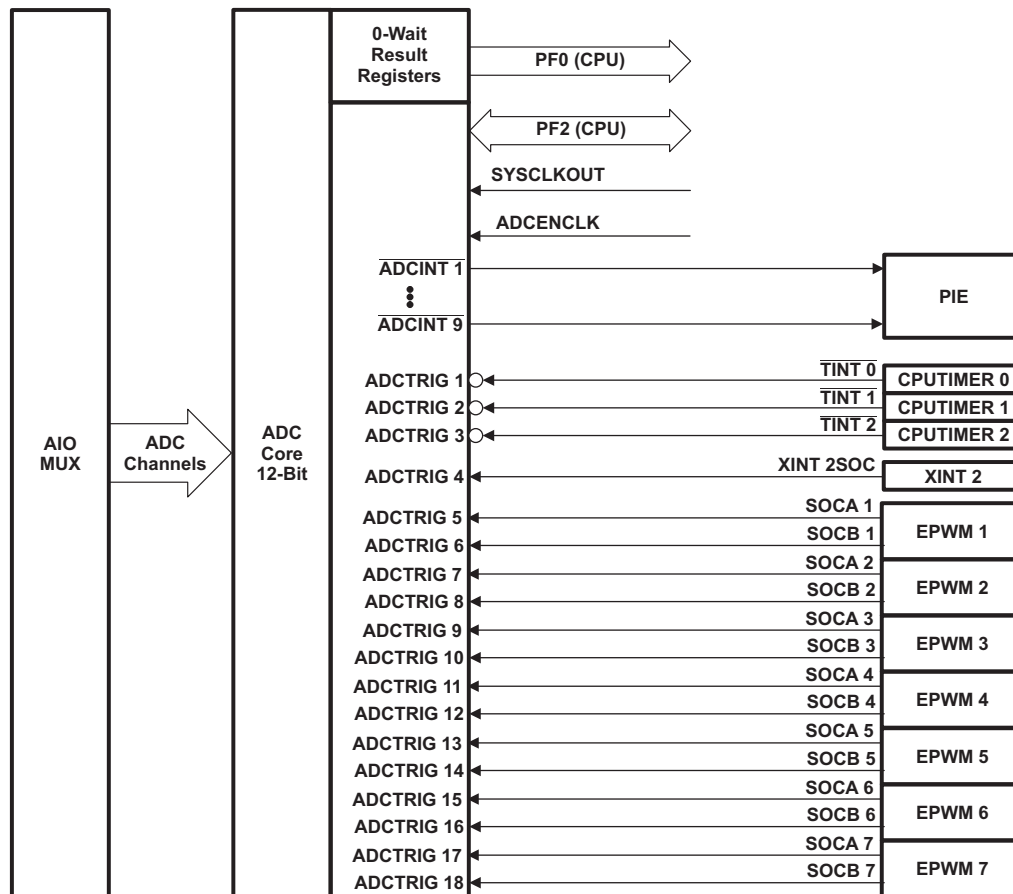 0-Wait
Result
Registers
PF0 (CPU)
PF2 (CPU)
SYSCLKOUT
ADCENCLK
ADCINT 1
ADCINT 9
PIE
AIO
MUX
ADC
Channels
ADC
Core
12-Bit
ADCTRIG 1
TINT 0
CPUTIMER 0
ADCTRIG 2
TINT 1
CPUTIMER 1
ADCTRIG 3
TINT 2
CPUTIMER 2
ADCTRIG 4
XINT 2SOC
XINT 2
ADCTRIG 5
SOCA 1
ADCTRIG 6
SOCB 1
EPWM 1
ADCTRIG 7
SOCA 2
ADCTRIG 8
SOCB 2
EPWM 2
ADCTRIG 9
SOCA 3
ADCTRIG 10
SOCB 3
EPWM 3
ADCTRIG 11
SOCA 4
ADCTRIG 12
SOCB 4
EPWM 4
ADCTRIG 13
SOCA 5
ADCTRIG 14
SOCB 5
EPWM 5
ADCTRIG 15
SOCA 6
ADCTRIG 16
SOCB 6
EPWM 6
ADCTRIG 17
SOCA 7
ADCTRIG 18
SOCB 7
EPWM 7